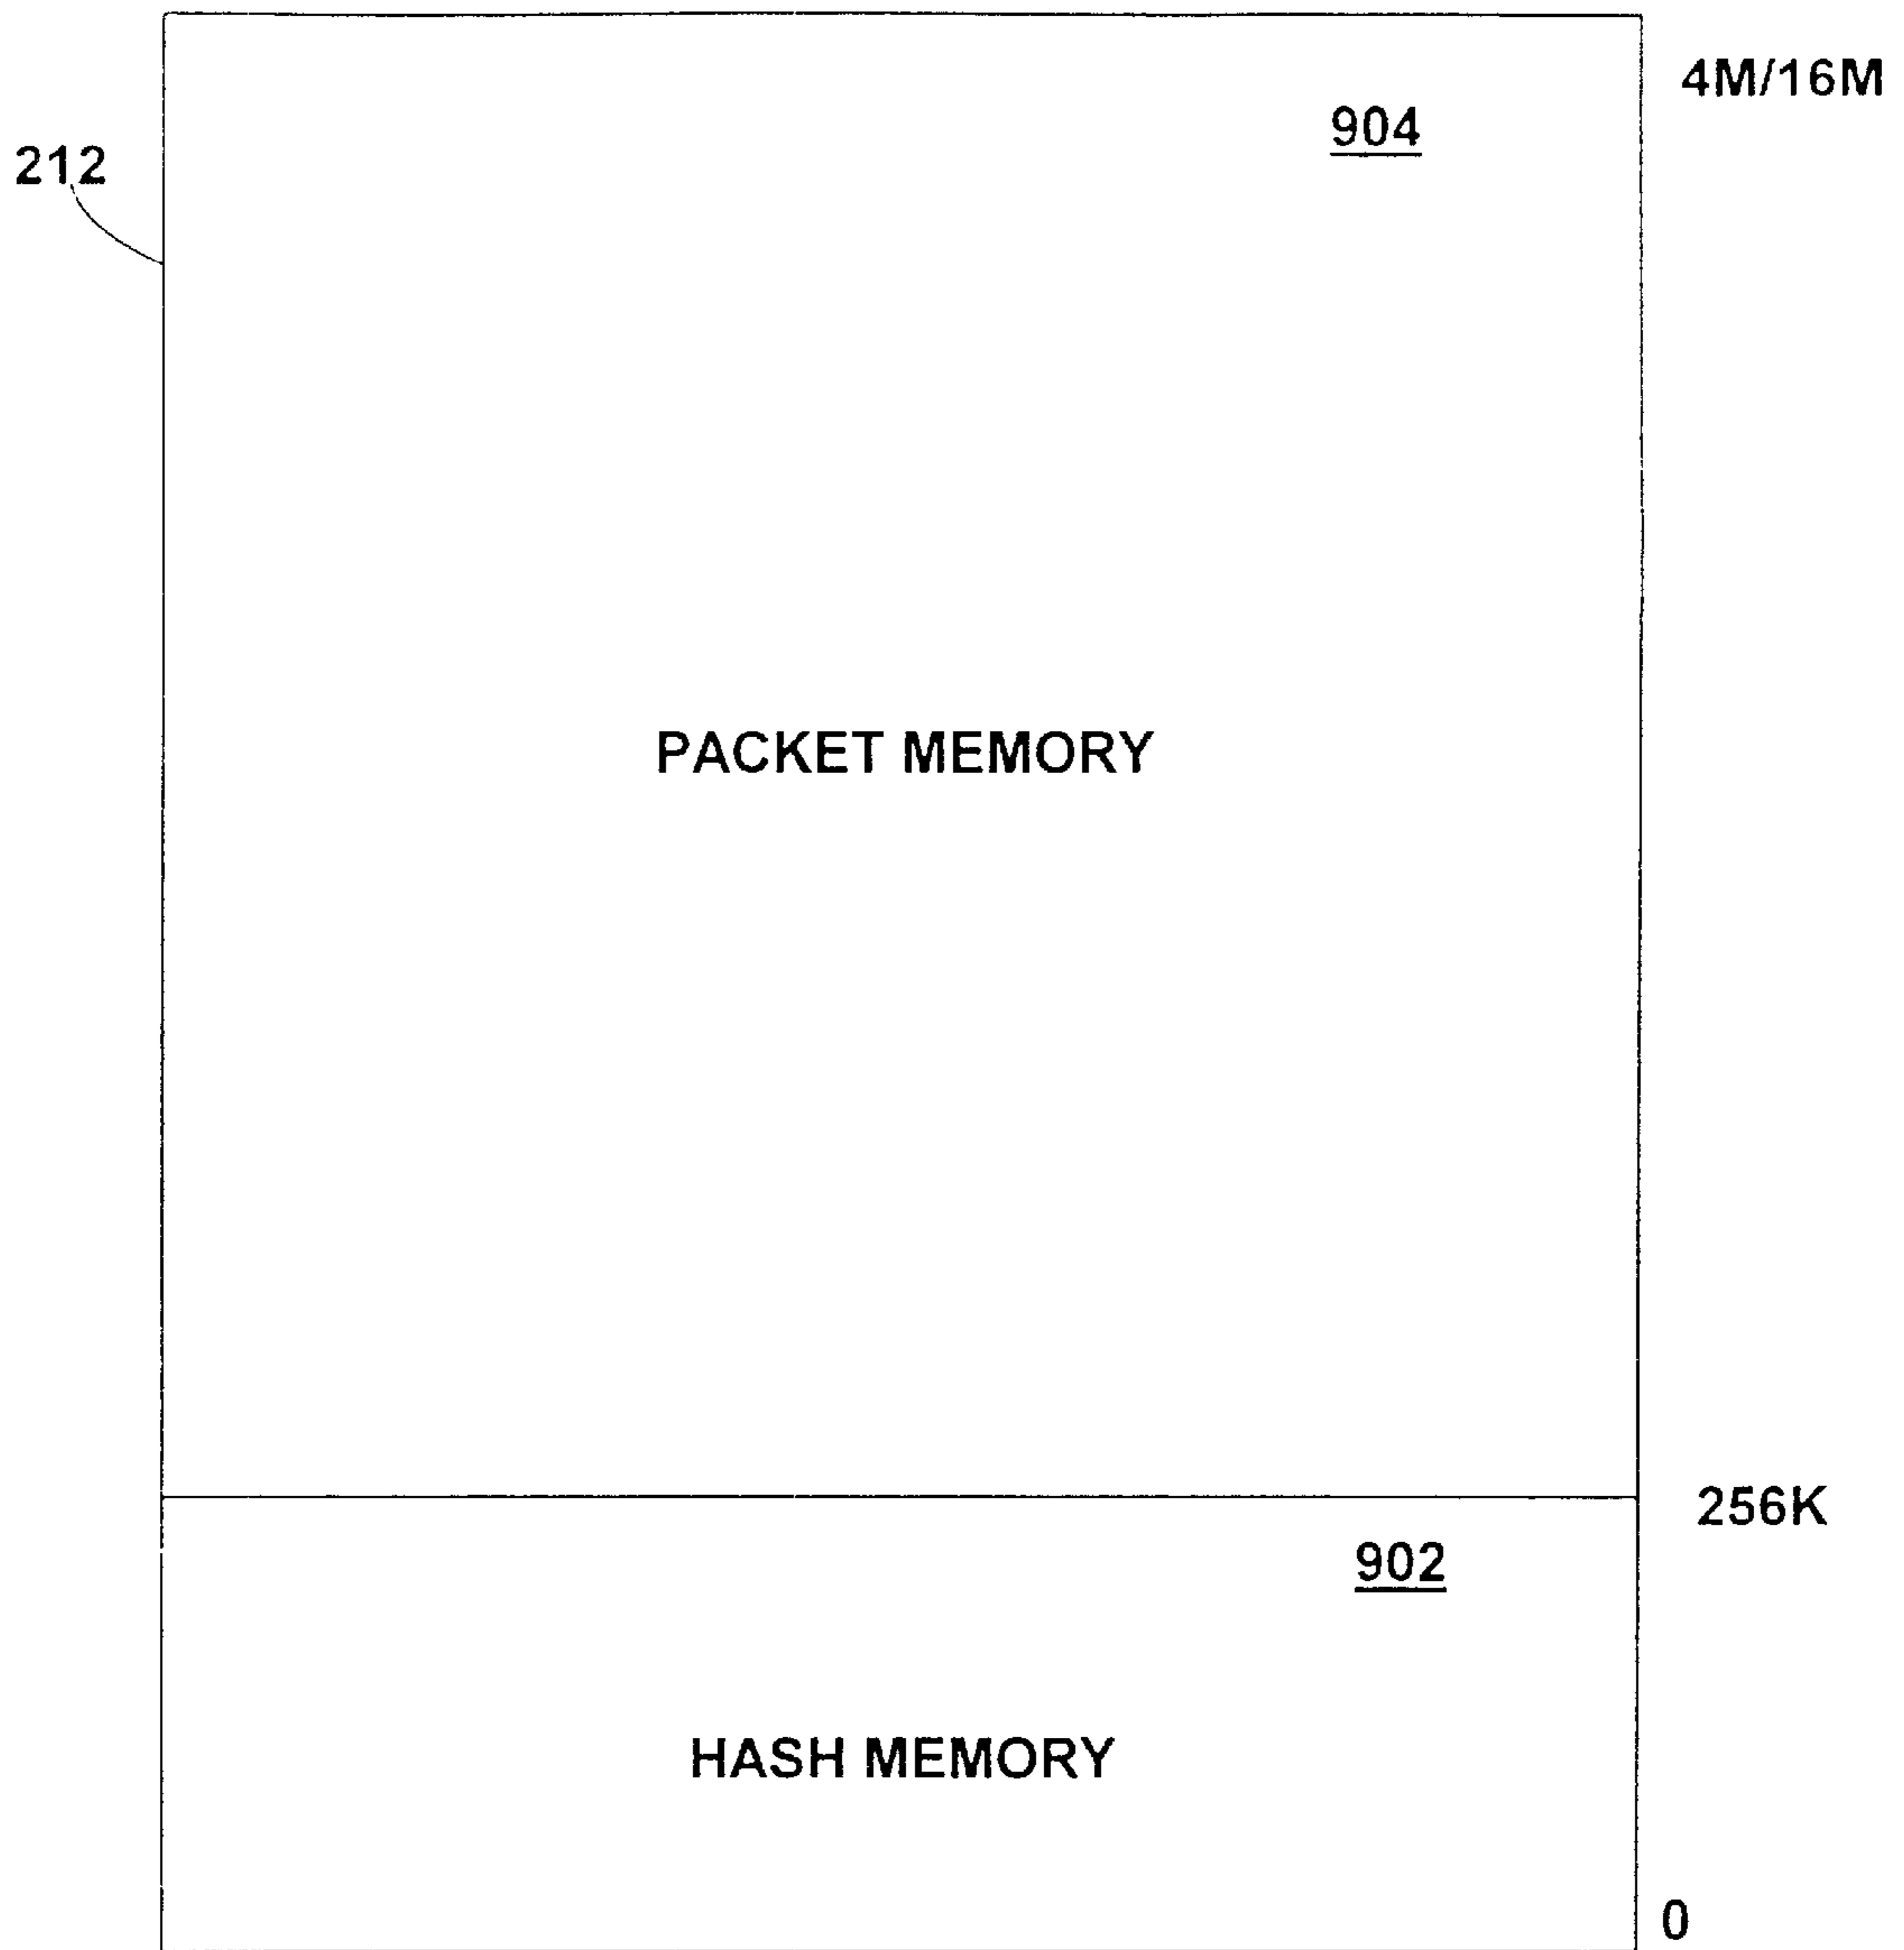 4M/16M
904
212
PACKET MEMORY
256K
902
HASH MEMORY
0